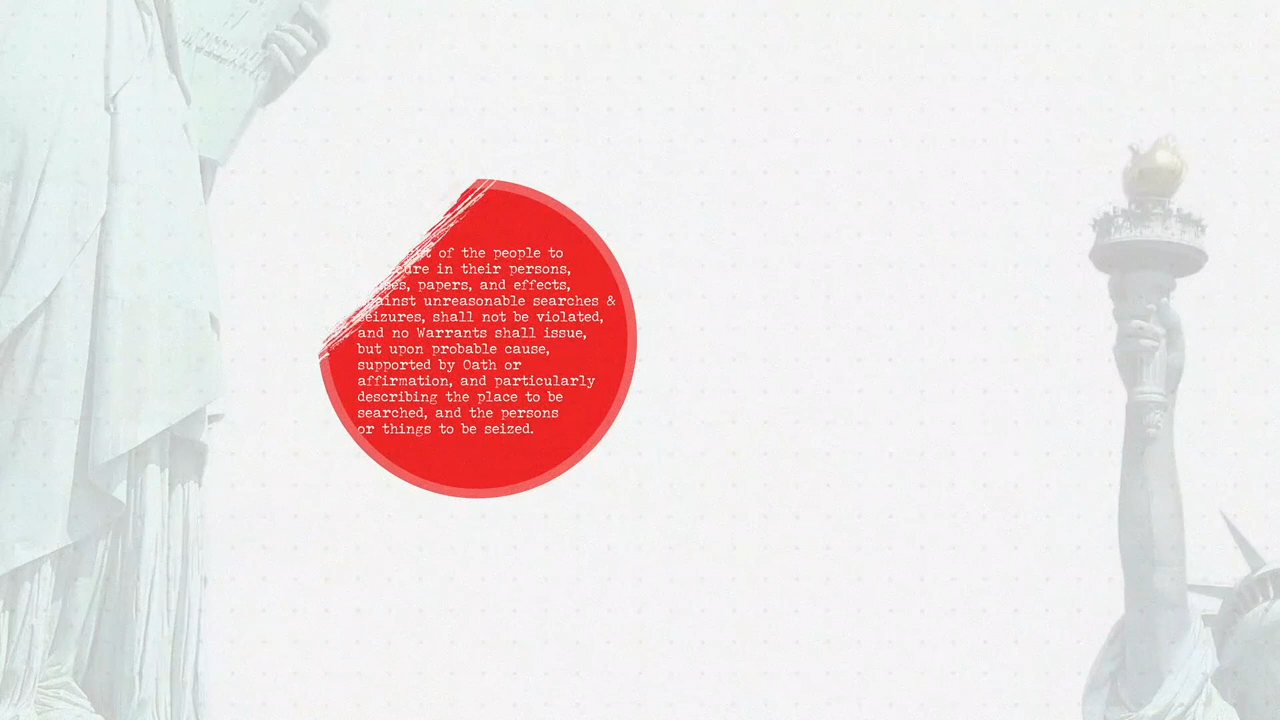 of the people to
in their persons,
papers, and effects,
unreasonable searches &
seizures, shall not be violated,
and no Warrants shall issue,
but upon probable cause,
supported by Oath or
affirmation, and particularly
describing the place to be
searched, and the persons
or things to be seized.